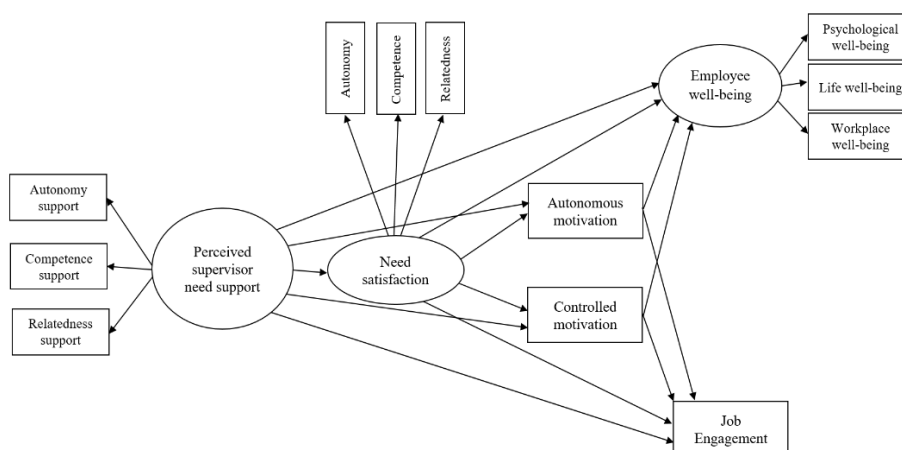 Autonomy
Competence
Relatedness
Employee
well-being
Psychological
well-being
Life well-being
Workplace
well-being
Autonomy
support
Competence
support
Relatedness
support
Perceived
supervisor
need support
Need
satisfaction
Autonomous
motivation
Controlled
motivation
Job
Engagement